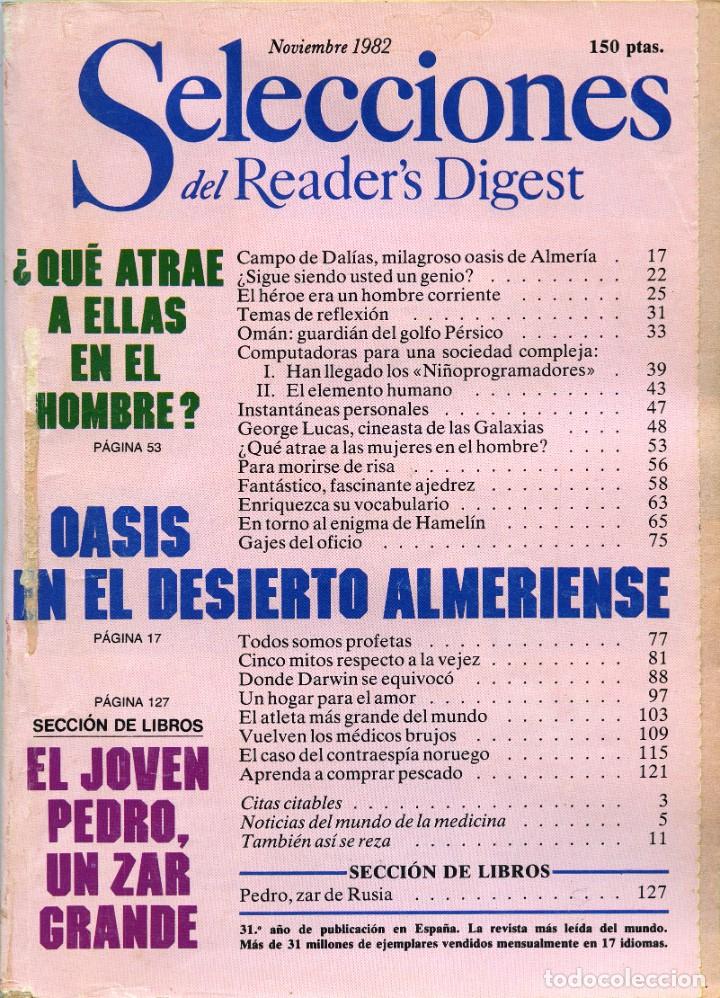 Noviembre 1982
150 ptas.
Selecciones
del Reader's Digest
¿QUÉ ATRAE
A ELLAS
EN EL
HOMBRE?
PÁGINA 53
Campo de Dalías, milagroso oasis de Almería . 17
¿Sigue siendo usted un genio? . . . . . . . . . 22
El héroe era un hombre corriente . . . . . . . 25
Temas de reflexión . . . . . . . . . . . . . 31
Omán: guardián del golfo Pérsico . . . . . . . 33
Computadoras para una sociedad compleja:
I. Han llegado los «Niñoprogramadores» . 39
II. El elemento humano . . . . . . . . . . 43
Instantáneas personales . . . . . . . . . . . 47
George Lucas, cineasta de las Galaxias . . . . 48
¿Qué atrae a las mujeres en el hombre? . . . . 53
Para morirse de risa . . . . . . . . . . . . 56
Fantástico, fascinante ajedrez . . . . . . . . 58
Enriquezca su vocabulario . . . . . . . . . . 63
En torno al enigma de Hamelín . . . . . . . . 65
Gajes del oficio . . . . . . . . . . . . . . 75
OASIS
EN EL DESIERTO ALMERIENSE
PÁGINA 17
Todos somos profetas . . . . . . . . . . . . 77
Cinco mitos respecto a la vejez . . . . . . . . 81
Donde Darwin se equivocó . . . . . . . . . . 88
Un hogar para el amor . . . . . . . . . . . . 97
El atleta más grande del mundo . . . . . . . . 103
Vuelven los médicos brujos . . . . . . . . . . 109
El caso del contraespía noruego . . . . . . . . 115
Aprenda a comprar pescado . . . . . . . . . . 121
Citas citables . . . . . . . . . . . . . . . 3
Noticias del mundo de la medicina . . . . . . . 5
También así se reza . . . . . . . . . . . . . 11
PÁGINA 127
SECCIÓN DE LIBROS
EL JOVEN
PEDRO,
UN ZAR
GRANDE
SECCIÓN DE LIBROS
Pedro, zar de Rusia . . . . . . . . . . . . . 127
31.º año de publicación en España. La revista más leída del mundo.
Más de 31 millones de ejemplares vendidos mensualmente en 17 idiomas.
todocoleccion